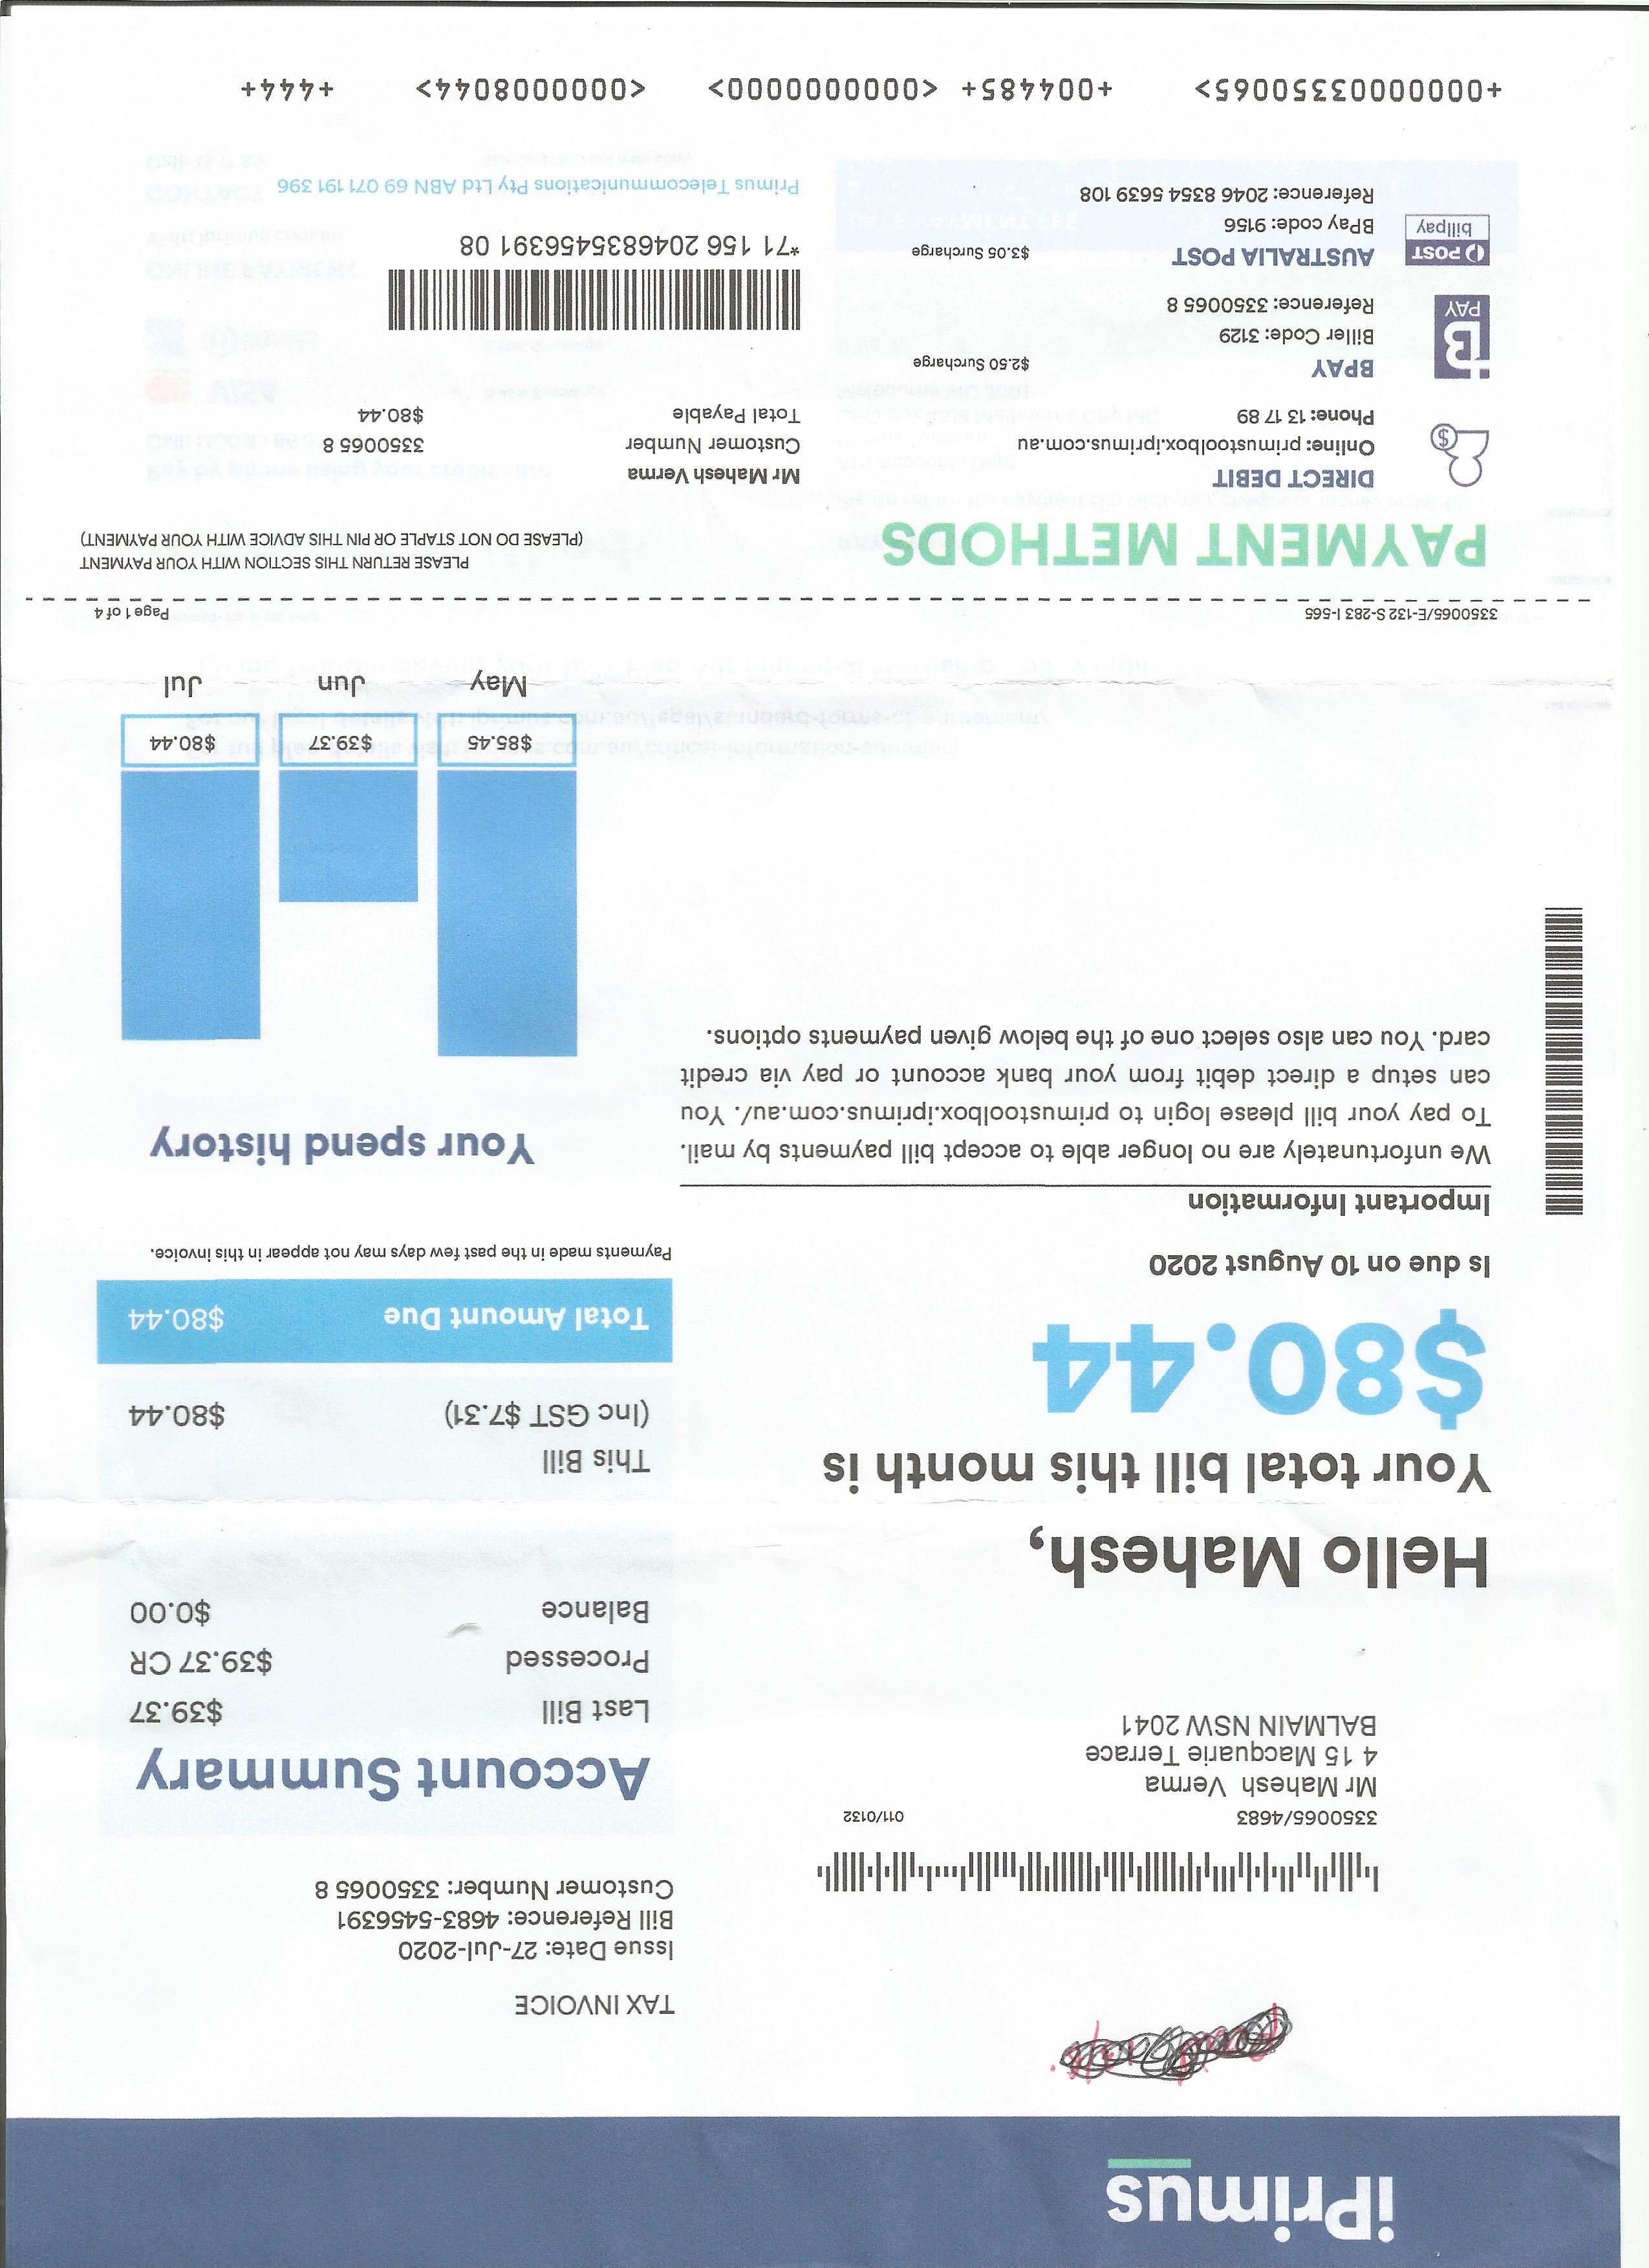 iPrimus
TAX INVOICE
Issue Date: 27-Jul-2020
Bill Reference: 4683-5456391
Customer Number: 3350065 8
3350065/4683 011/0132
Mr Mahesh Verma
4 15 Macquarie Terrace
BALMAIN NSW 2041
Account Summary
Last Bill $39.37
Processed $39.37 CR
Balance $0.00
This Bill
(Inc GST $7.31) $80.44
Total Amount Due $80.44
Payments made in the past few days may not appear in this invoice.
Hello Mahesh,
Your total bill this month is
$80.44
Is due on 10 August 2020
Important Information
We unfortunately are no longer able to accept bill payments by mail.
To pay your bill please login to primustoolbox.iprimus.com.au/. You
can setup a direct debit from your bank account or pay via credit
card. You can also select one of the below given payments options.
Your spend history
$85.45 $39.37 $80.44
May Jun Jul
3350065/E-132 S-283 I-565 Page 1 of 4
PAYMENT METHODS
PLEASE RETURN THIS SECTION WITH YOUR PAYMENT
(PLEASE DO NOT STAPLE OR PIN THIS ADVICE WITH YOUR PAYMENT)
DIRECT DEBIT
Online: primustoolbox.iprimus.com.au
Phone: 13 17 89
B
PAY
BPAY $2.50 Surcharge
Biller Code: 3129
Reference: 3350065 8
POST
billpay
AUSTRALIA POST $3.05 Surcharge
BPay code: 9156
Reference: 2046 8354 5639 108
Mr Mahesh Verma
Customer Number 3350065 8
Total Payable $80.44
*71 156 2046835456391 08
Primus Telecommunications Pty Ltd ABN 69 071 191 396
+00000003350065> +004485+ <0000000000> <0000008044> +444+